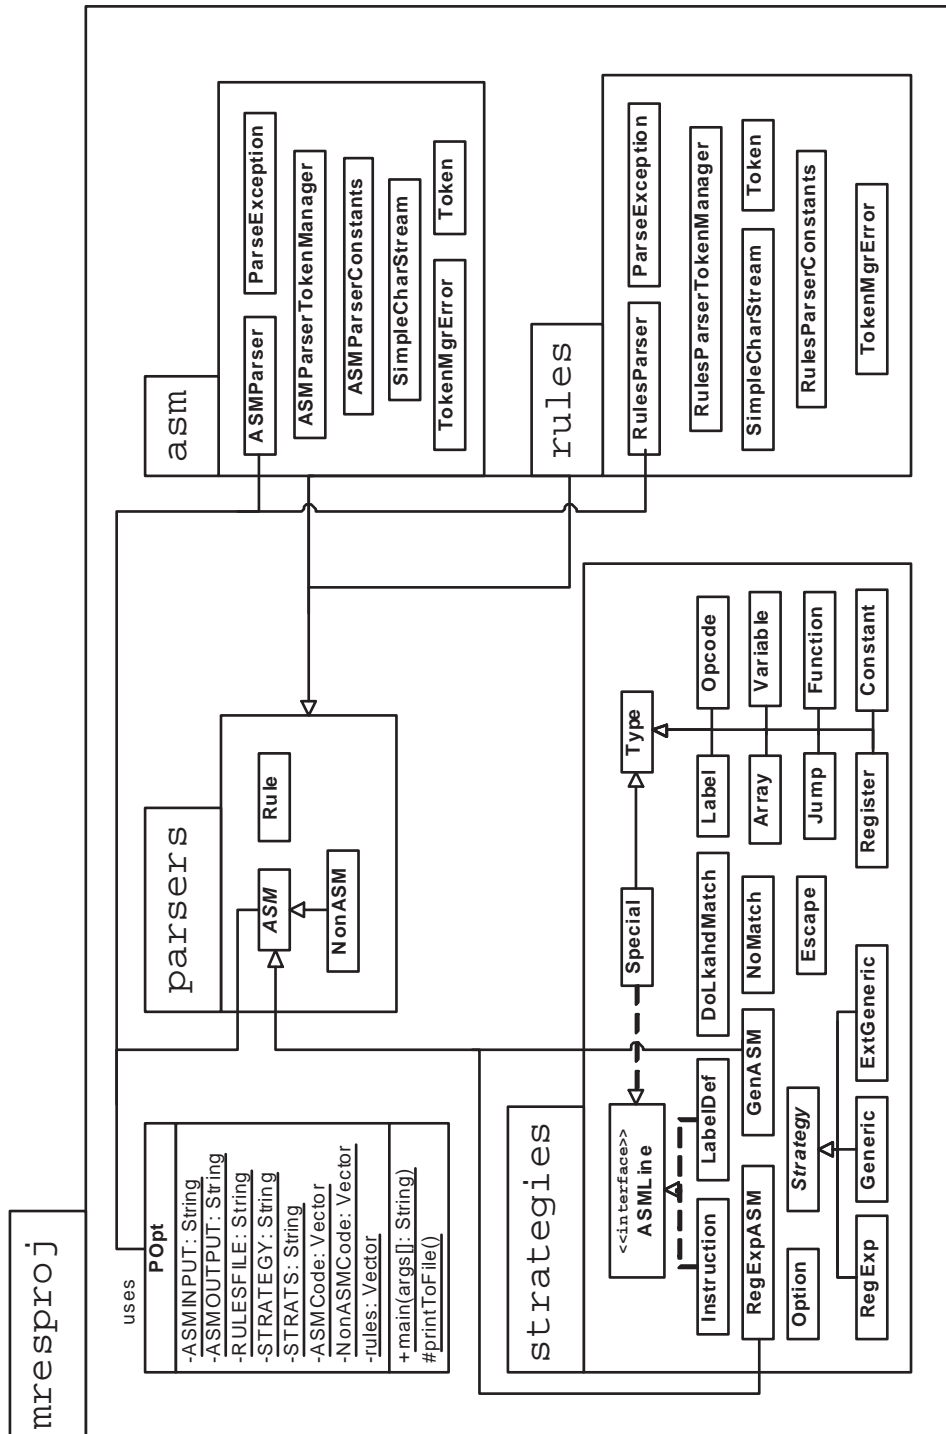 mresproj
uses
POpt
-ASMINPUT: String
-ASMOUTPUT: String
-RULESFILE: String
-STRATEGY: String
-STRATS: String
-ASMCode: Vector
-NonASMCode: Vector
-rules: Vector
+main(args[]: String)
#printToFile()
parsers
ASM
Rule
NonASM
asm
ASMParser
ParseException
ASMParserTokenManager
ASMParserConstants
SimpleCharStream
TokenMgrError
Token
strategies
<<interface>>
ASMLine
Special
Type
Instruction
LabelDef
DoLkahdMatch
Label
Opcode
RegExpASM
GenASM
NoMatch
Array
Variable
Option
Strategy
Escape
Jump
Function
RegExp
Generic
ExtGeneric
Register
Constant
rules
RulesParser
ParseException
RulesParserTokenManager
SimpleCharStream
Token
RulesParserConstants
TokenMgrError